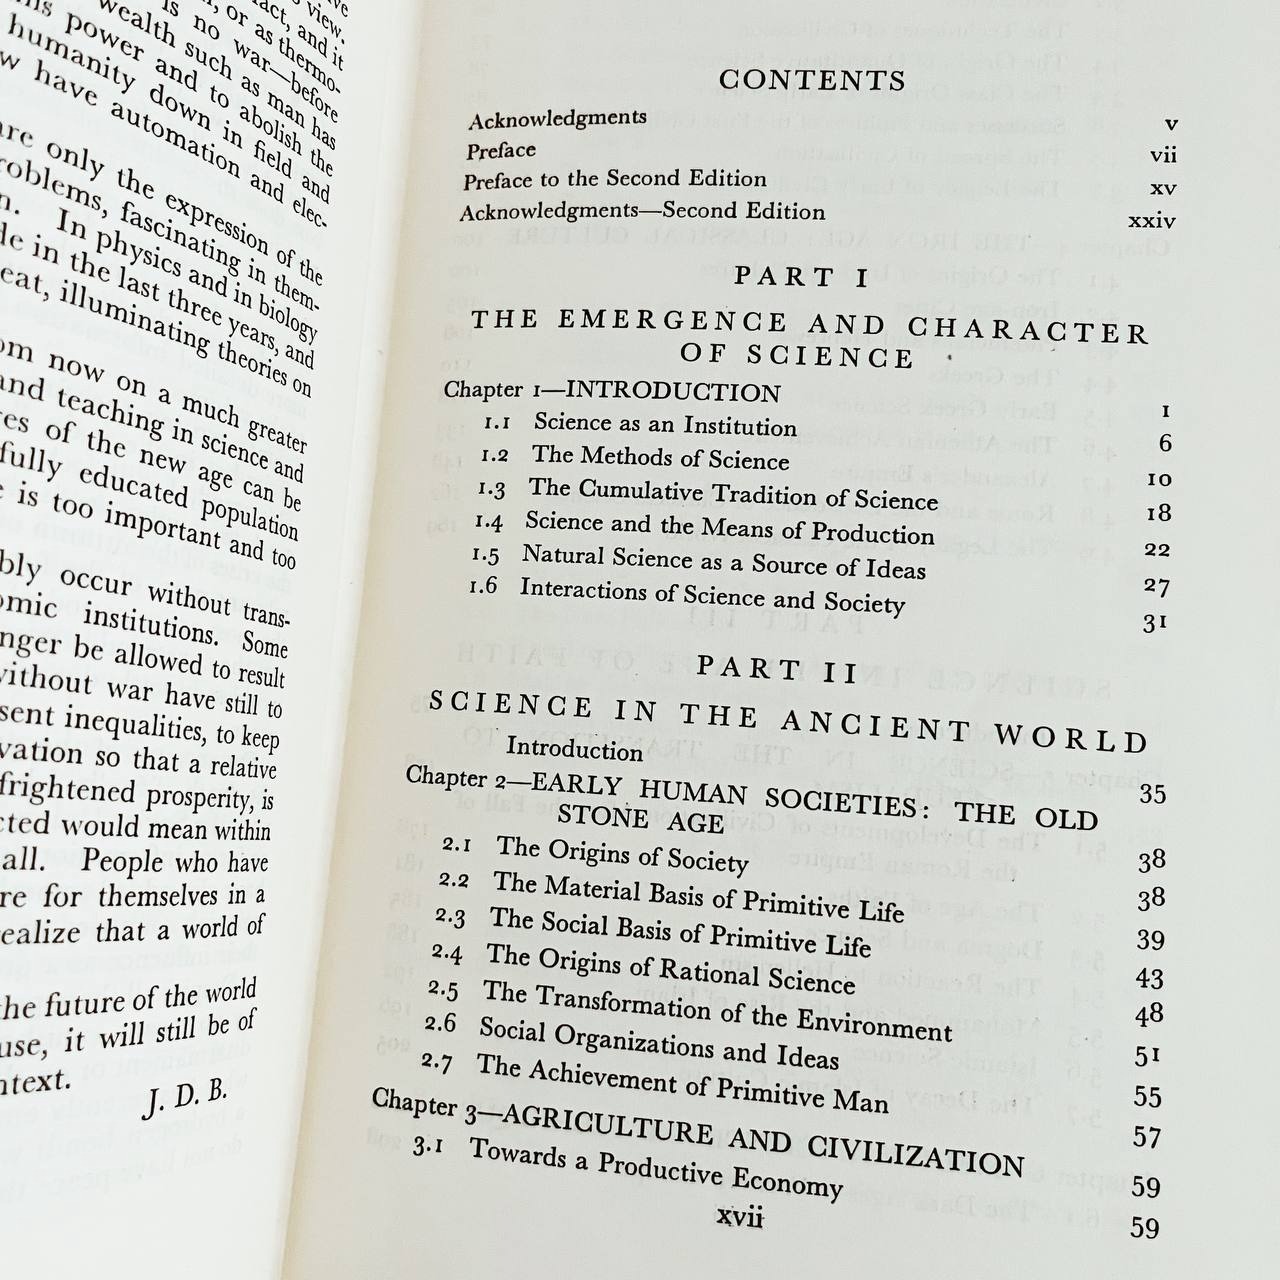 view.
act, and it
, or as thermo-
is no war—before
wealth such as man has
power and to abolish the
humanity down in field and
have automation and elec-
are only the expression of the
problems, fascinating in them-
In physics and in biology
in the last three years, and
illuminating theories on
now on a much greater
and teaching in science and
of the new age can be
fully educated population
is too important and too
occur without trans-
institutions. Some
be allowed to result
without war have still to
inequalities, to keep
so that a relative
frightened prosperity, is
would mean within
all. People who have
for themselves in a
realize that a world of
the future of the world
it will still be of
J. D. B.
CONTENTS
Acknowledgments v
Preface vii
Preface to the Second Edition xv
Acknowledgments—Second Edition xxiv
PART I
THE EMERGENCE AND CHARACTER
OF SCIENCE
Chapter 1—INTRODUCTION 1
1.1 Science as an Institution 6
1.2 The Methods of Science 10
1.3 The Cumulative Tradition of Science 18
1.4 Science and the Means of Production 22
1.5 Natural Science as a Source of Ideas 27
1.6 Interactions of Science and Society 31
PART II
SCIENCE IN THE ANCIENT WORLD
Introduction 35
Chapter 2—EARLY HUMAN SOCIETIES: THE OLD
STONE AGE 38
2.1 The Origins of Society 38
2.2 The Material Basis of Primitive Life 39
2.3 The Social Basis of Primitive Life 43
2.4 The Origins of Rational Science 48
2.5 The Transformation of the Environment 51
2.6 Social Organizations and Ideas 55
2.7 The Achievement of Primitive Man 57
Chapter 3—AGRICULTURE AND CIVILIZATION 59
3.1 Towards a Productive Economy 59
xvii